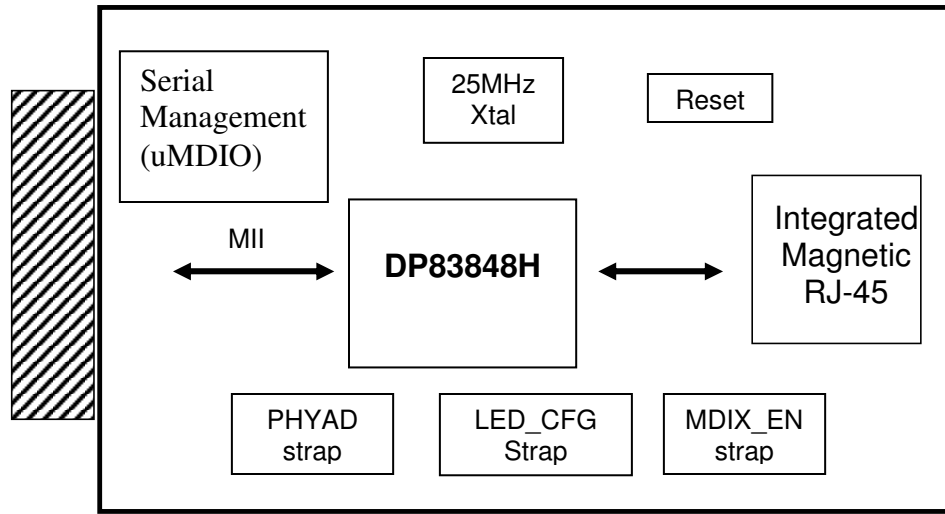 Serial
Management
(uMDIO)
25MHz
Xtal
Reset
MII
DP83848H
Integrated
Magnetic
RJ-45
PHYAD
strap
LED_CFG
Strap
MDIX_EN
strap